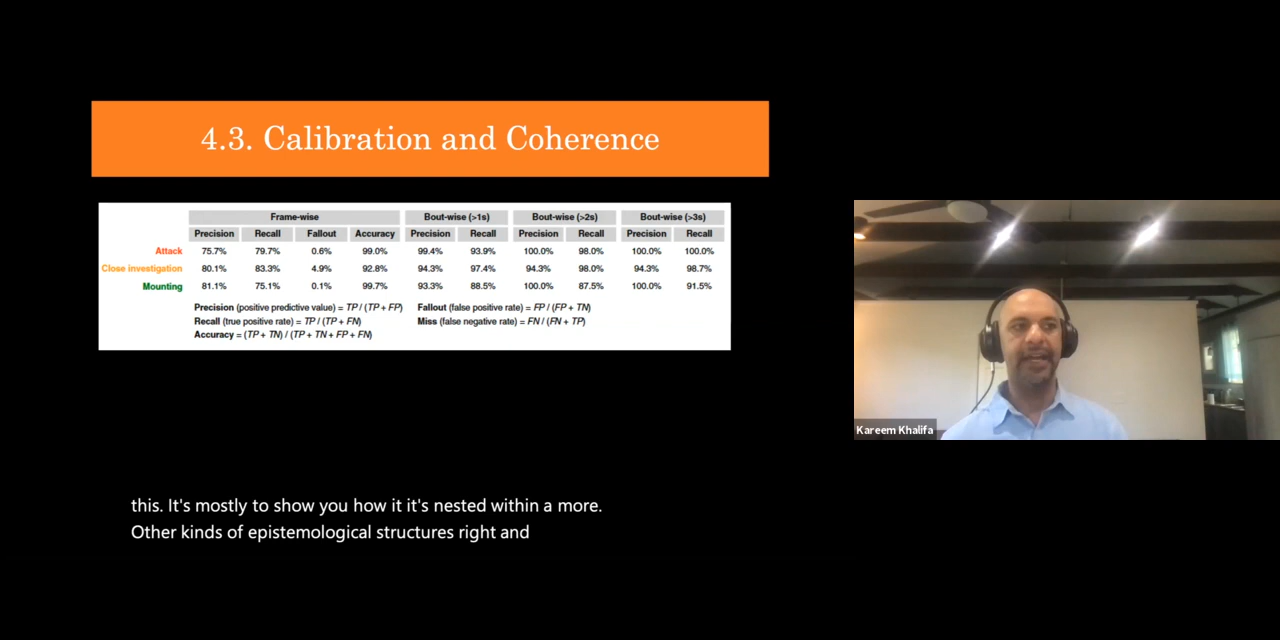 4.3. Calibration and Coherence
Frame-wise Bout-wise (>1s) Bout-wise (>2s) Bout-wise (>3s)
Precision Recall Fallout Accuracy Precision Recall Precision Recall Precision Recall
Attack 75.7% 79.7% 0.6% 99.0% 99.4% 93.9% 100.0% 98.0% 100.0% 100.0%
Close investigation 80.1% 83.3% 4.9% 92.8% 94.3% 97.4% 94.3% 98.0% 94.3% 98.7%
Mounting 81.1% 75.1% 0.1% 99.7% 93.3% 88.5% 100.0% 87.5% 100.0% 91.5%
Precision (positive predictive value) = TP / (TP + FP) Fallout (false positive rate) = FP / (FP + TN)
Recall (true positive rate) = TP / (TP + FN) Miss (false negative rate) = FN / (FN + TP)
Accuracy = (TP + TN) / (TP + TN + FP + FN)
Kareem Khalifa
this. It's mostly to show you how it it's nested within a more.
Other kinds of epistemological structures right and